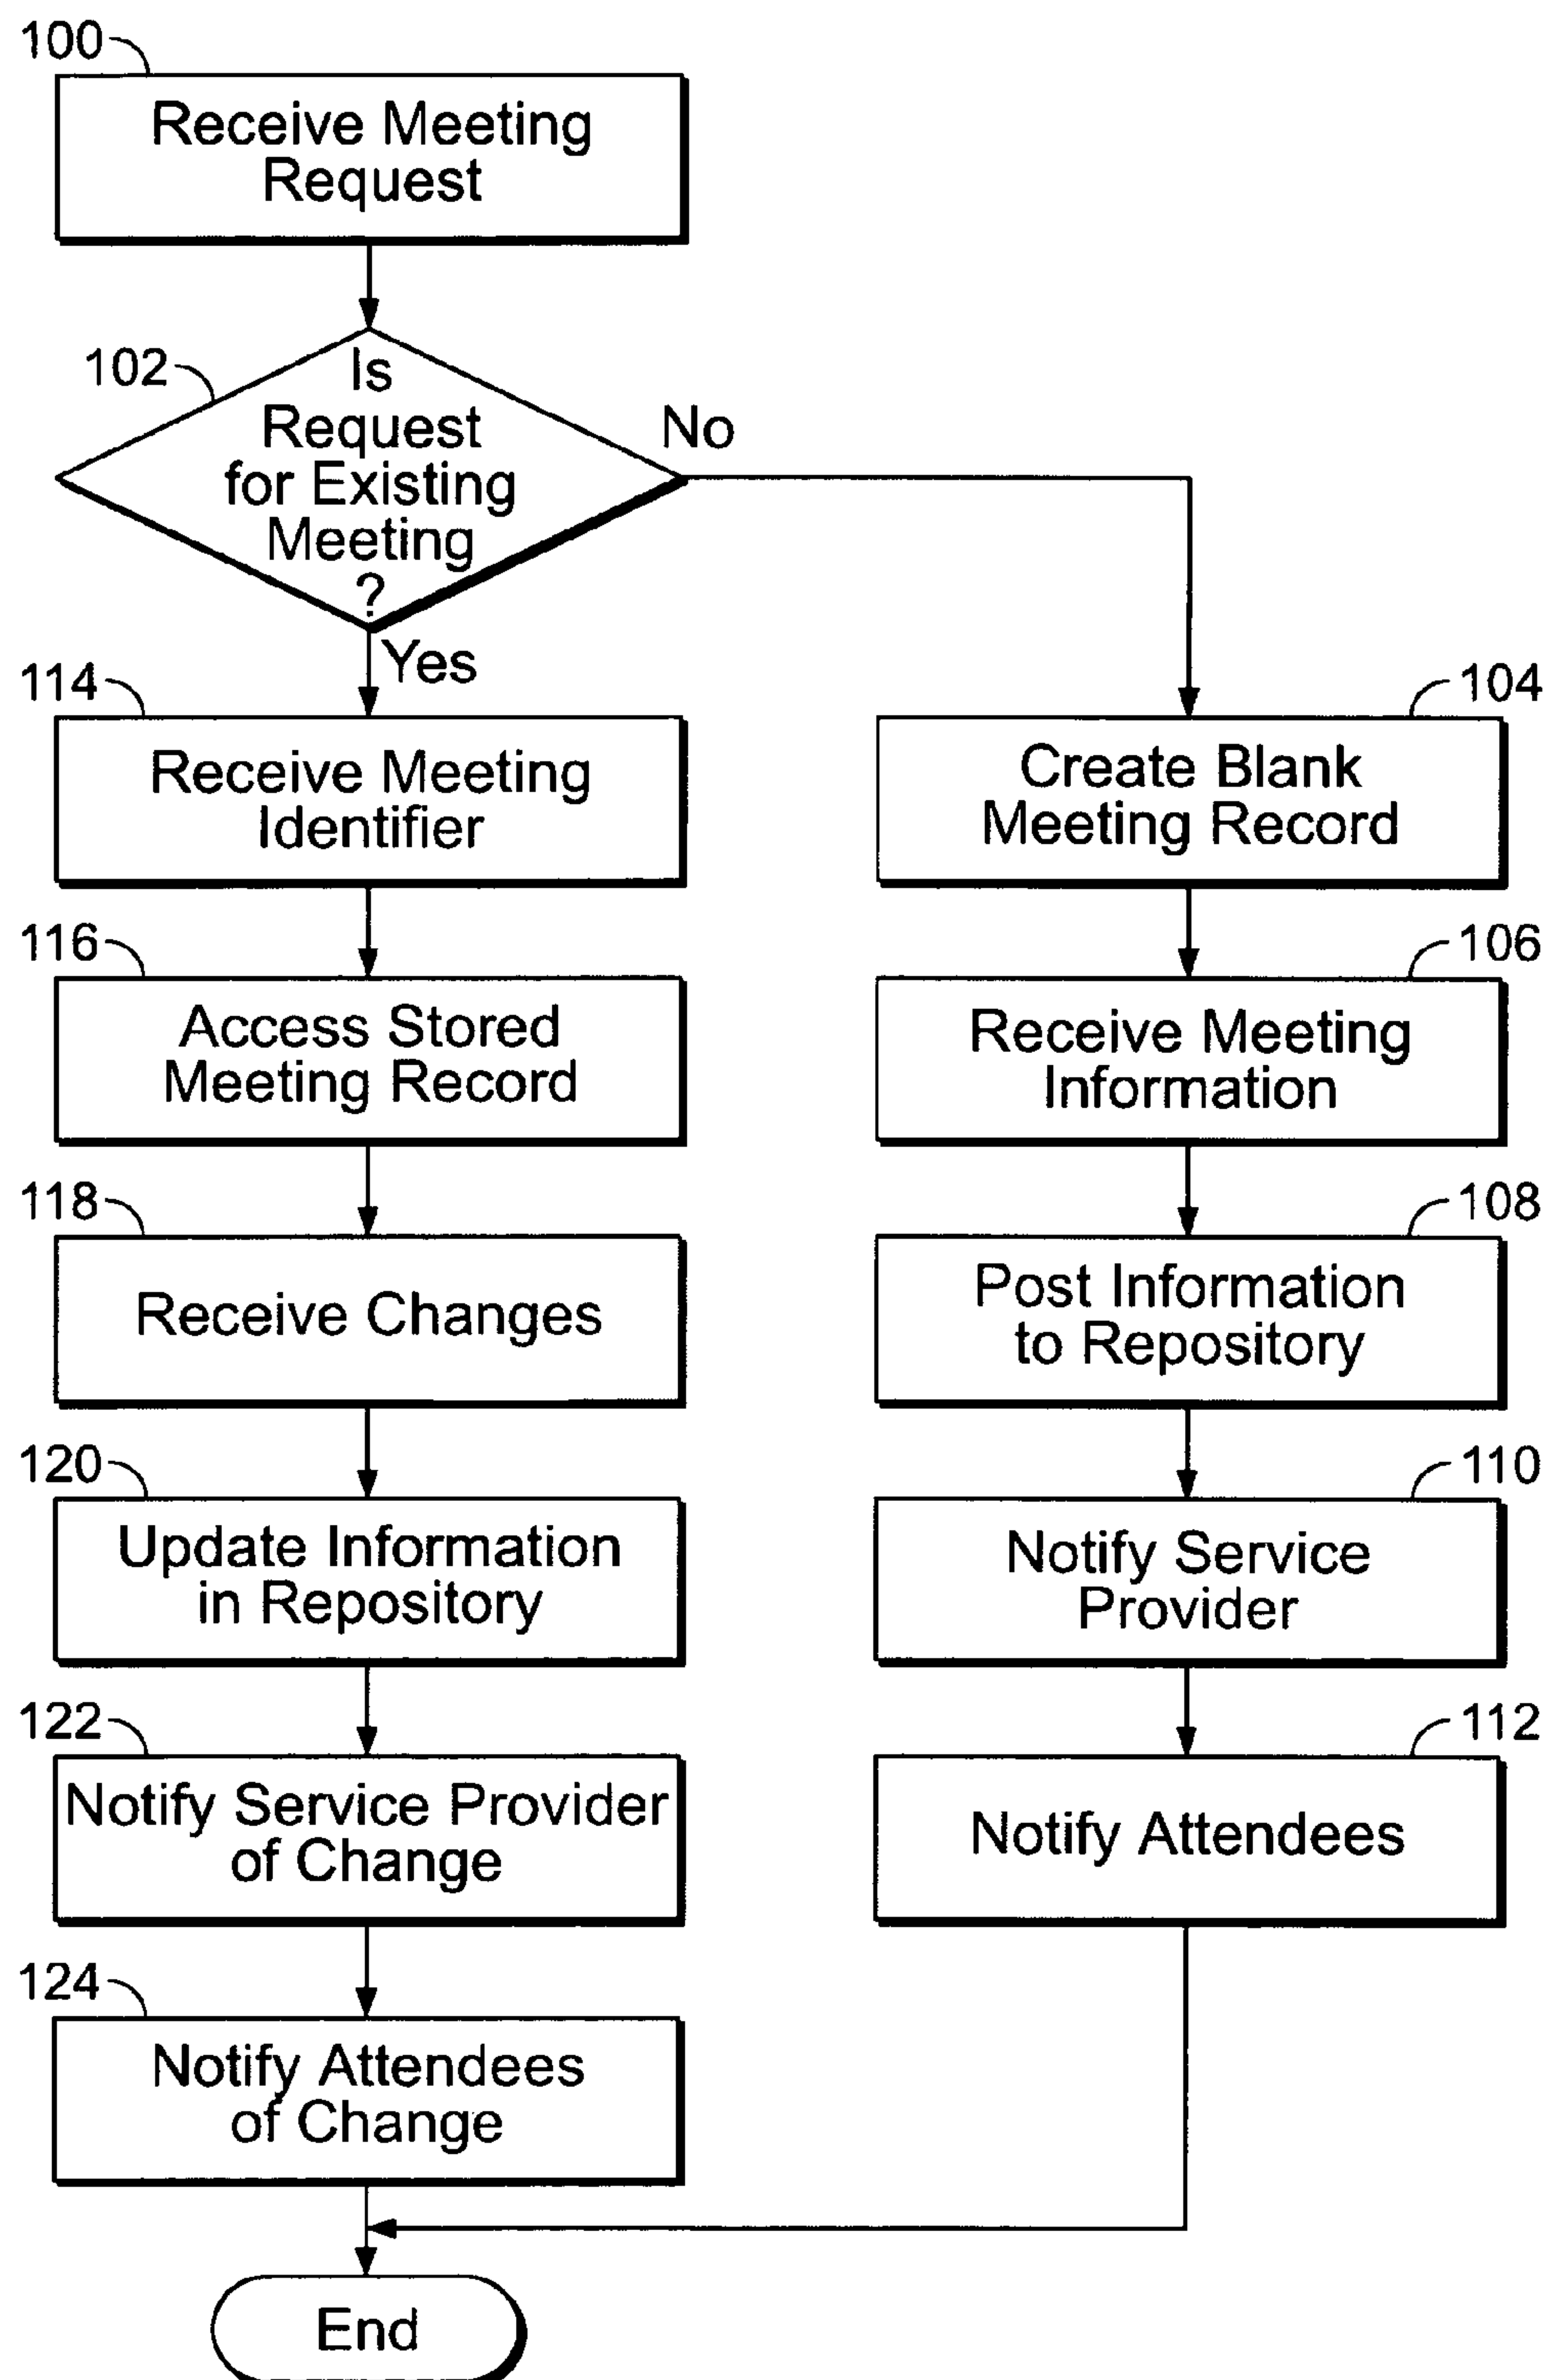 100
Receive Meeting
Request
102
Is
Request
for Existing
Meeting
?
No
Yes
114
Receive Meeting
Identifier
104
Create Blank
Meeting Record
116
Access Stored
Meeting Record
106
Receive Meeting
Information
118
Receive Changes
108
Post Information
to Repository
120
Update Information
in Repository
110
Notify Service
Provider
122
Notify Service Provider
of Change
112
Notify Attendees
124
Notify Attendees
of Change
End